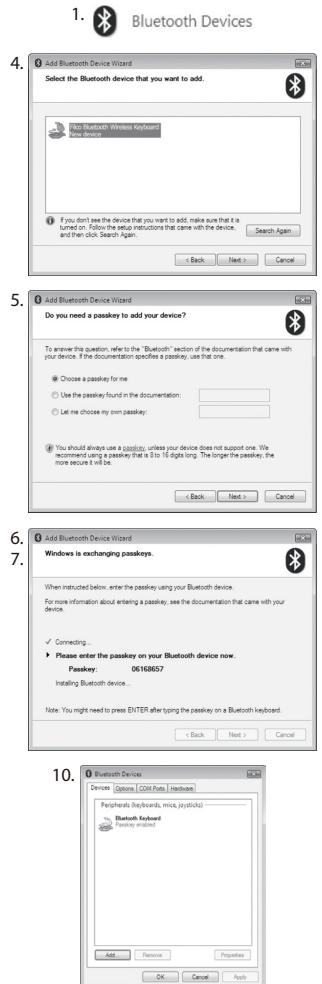 1. Bluetooth Devices
4. Add Bluetooth Device Wizard
Select the Bluetooth device that you want to add.
Filco Bluetooth Wireless Keyboard
New device
If you don't see the device that you want to add, make sure that it is
turned on. Follow the setup instructions that came with the device,
and then click Search Again.
Search Again
< Back Next > Cancel
5. Add Bluetooth Device Wizard
Do you need a passkey to add your device?
To answer this question, refer to the "Bluetooth" section of the documentation that came with
your device. If the documentation specifies a passkey, use that one.
Choose a passkey for me
Use the passkey found in the documentation:
Let me choose my own passkey:
You should always use a passkey, unless your device does not support one. We
recommend using a passkey that is 8 to 16 digits long. The longer the passkey, the
more secure it will be.
< Back Next > Cancel
6. Add Bluetooth Device Wizard
7. Windows is exchanging passkeys.
When instructed below, enter the passkey using your Bluetooth device.
For more information about entering a passkey, see the documentation that came with your
device.
✓ Connecting...
Please enter the passkey on your Bluetooth device now.
Passkey: 06168657
Installing Bluetooth device...
Note: You might need to press ENTER after typing the passkey on a Bluetooth keyboard.
< Back Next > Cancel
10. Bluetooth Devices
Devices Options COM Ports Hardware
Peripherals (keyboards, mice, joysticks)
Bluetooth Keyboard
Passkey enabled
Add... Remove Properties
OK Cancel Apply